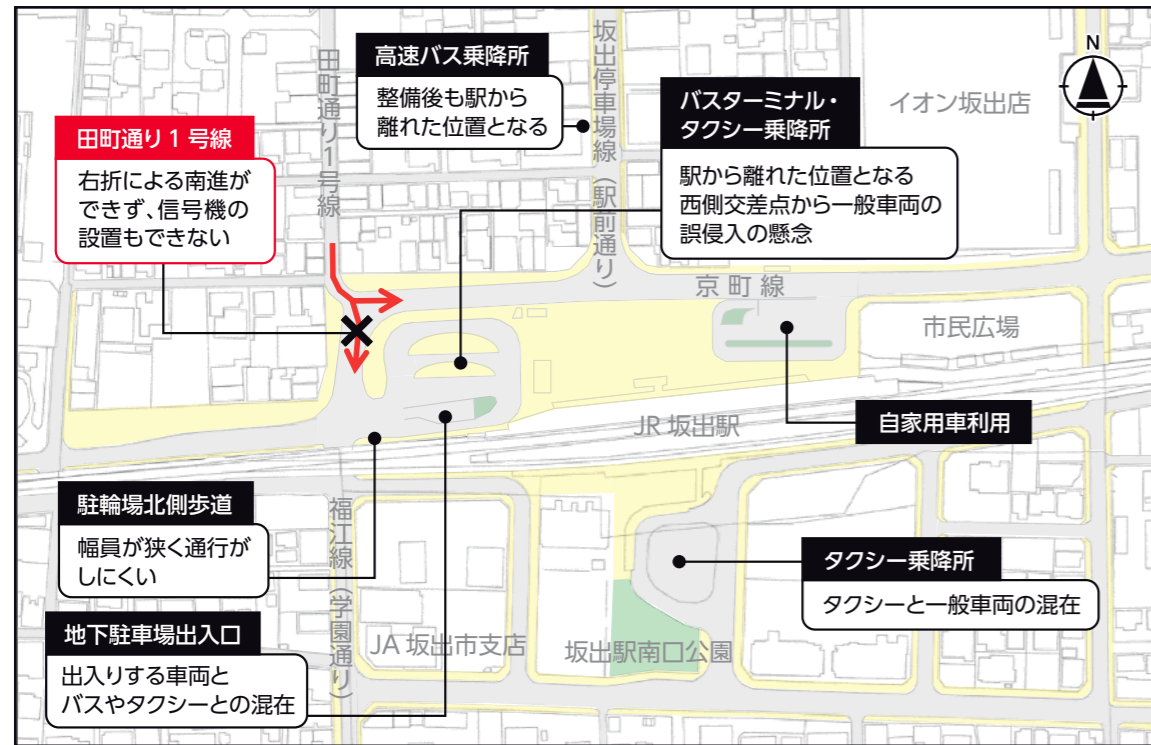 高速バス乗降所
整備後も駅から
離れた位置となる
バスターミナル・
タクシー乗降所
駅から離れた位置となる
西側交差点から一般車両の
誤侵入の懸念
イオン坂出店
N
田町通り1号線
右折による南進が
できず、信号機の
設置もできない
田町通り1号線
坂出停車場線（駅前通り）
京町線
市民広場
自家用車利用
JR 坂出駅
駐輪場北側歩道
幅員が狭く通行が
しにくい
福江線（学園通り）
タクシー乗降所
タクシーと一般車両の混在
地下駐車場出入口
出入りする車両と
バスやタクシーとの混在
JA 坂出市支店
坂出駅南口公園